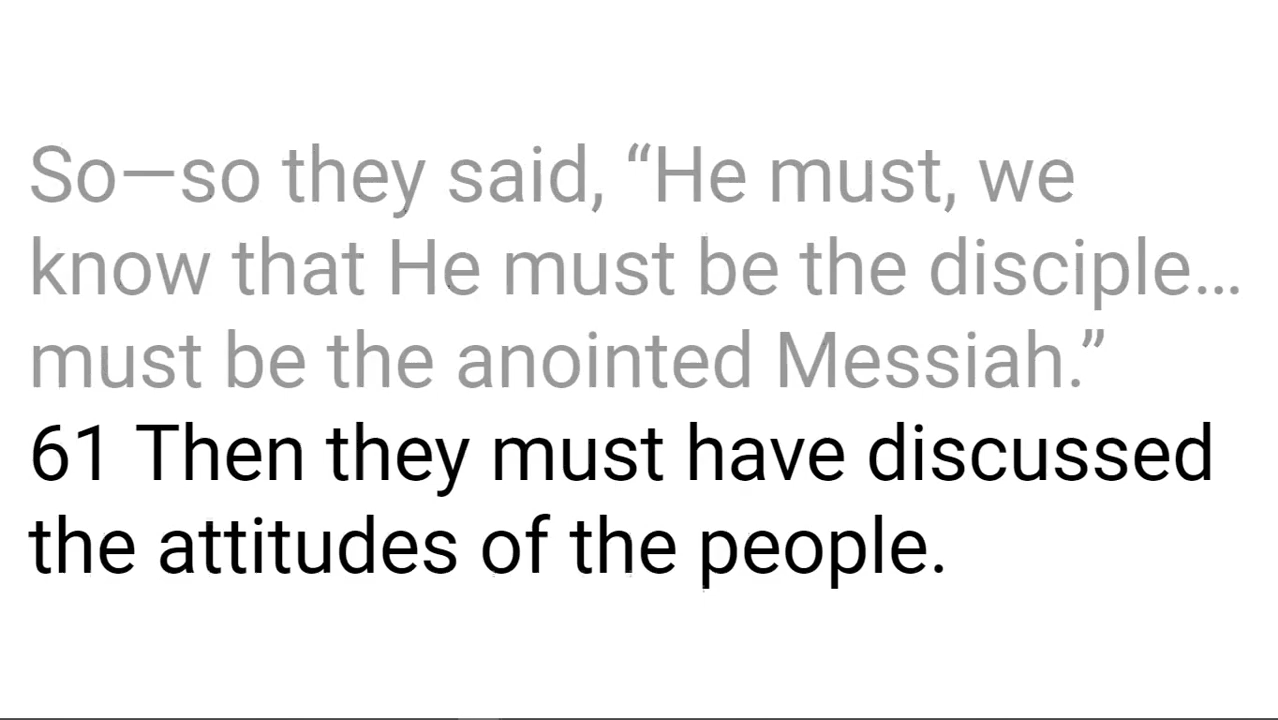 So—so they said, “He must, we
know that He must be the disciple…
must be the anointed Messiah.”
61 Then they must have discussed
the attitudes of the people.